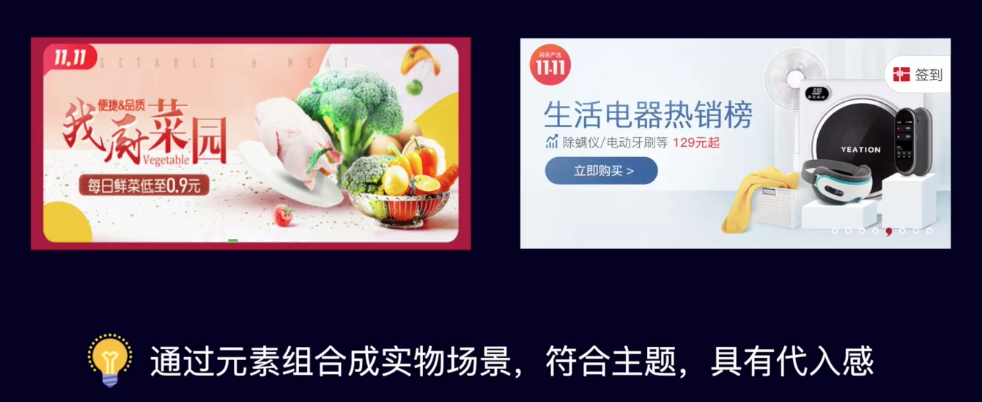 11.11
GETABLE & MEAT
便捷&品质
我的菜园
Vegetable
每日鲜菜低至0.9元
网易严选
11.11
签到
生活电器热销榜
除螨仪/电动牙刷等 129元起
立即购买 >
YEATION
通过元素组合成实物场景，符合主题，具有代入感